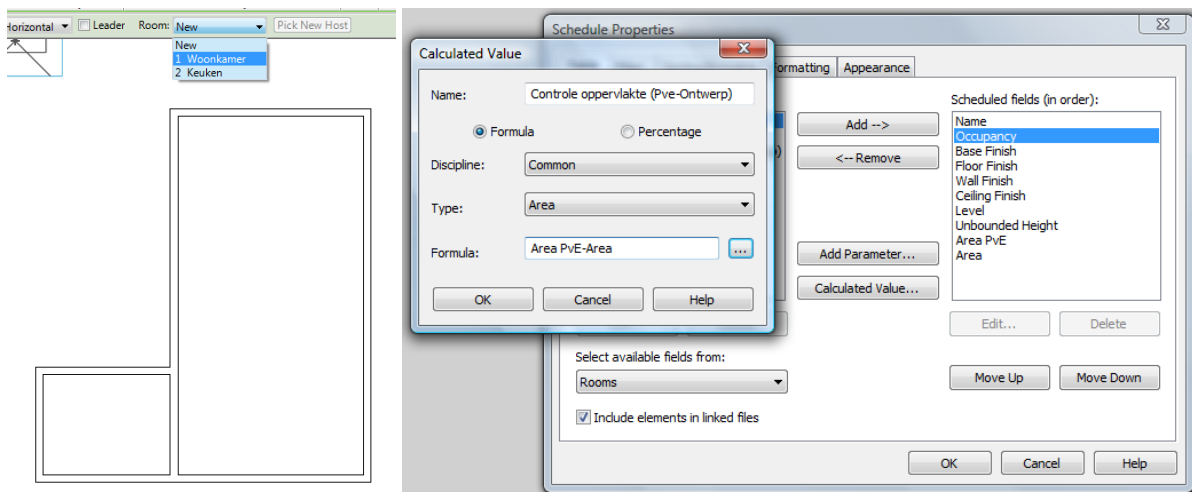 Horizontal
Leader
Room:
New
Pick New Host
New
1 Woonkamer
2 Keuken
Schedule Properties
Formatting
Appearance
Scheduled fields (in order):
Add -->
<-- Remove
Name
Occupancy
Base Finish
Floor Finish
Wall Finish
Ceiling Finish
Level
Unbounded Height
Area PvE
Area
Add Parameter...
Calculated Value...
Edit...
Delete
Select available fields from:
Rooms
Move Up
Move Down
Include elements in linked files
OK
Cancel
Help
Calculated Value
Name:
Controle oppervlakte (Pve-Ontwerp)
Formula
Percentage
Discipline:
Common
Type:
Area
Formula:
Area PvE-Area
...
OK
Cancel
Help